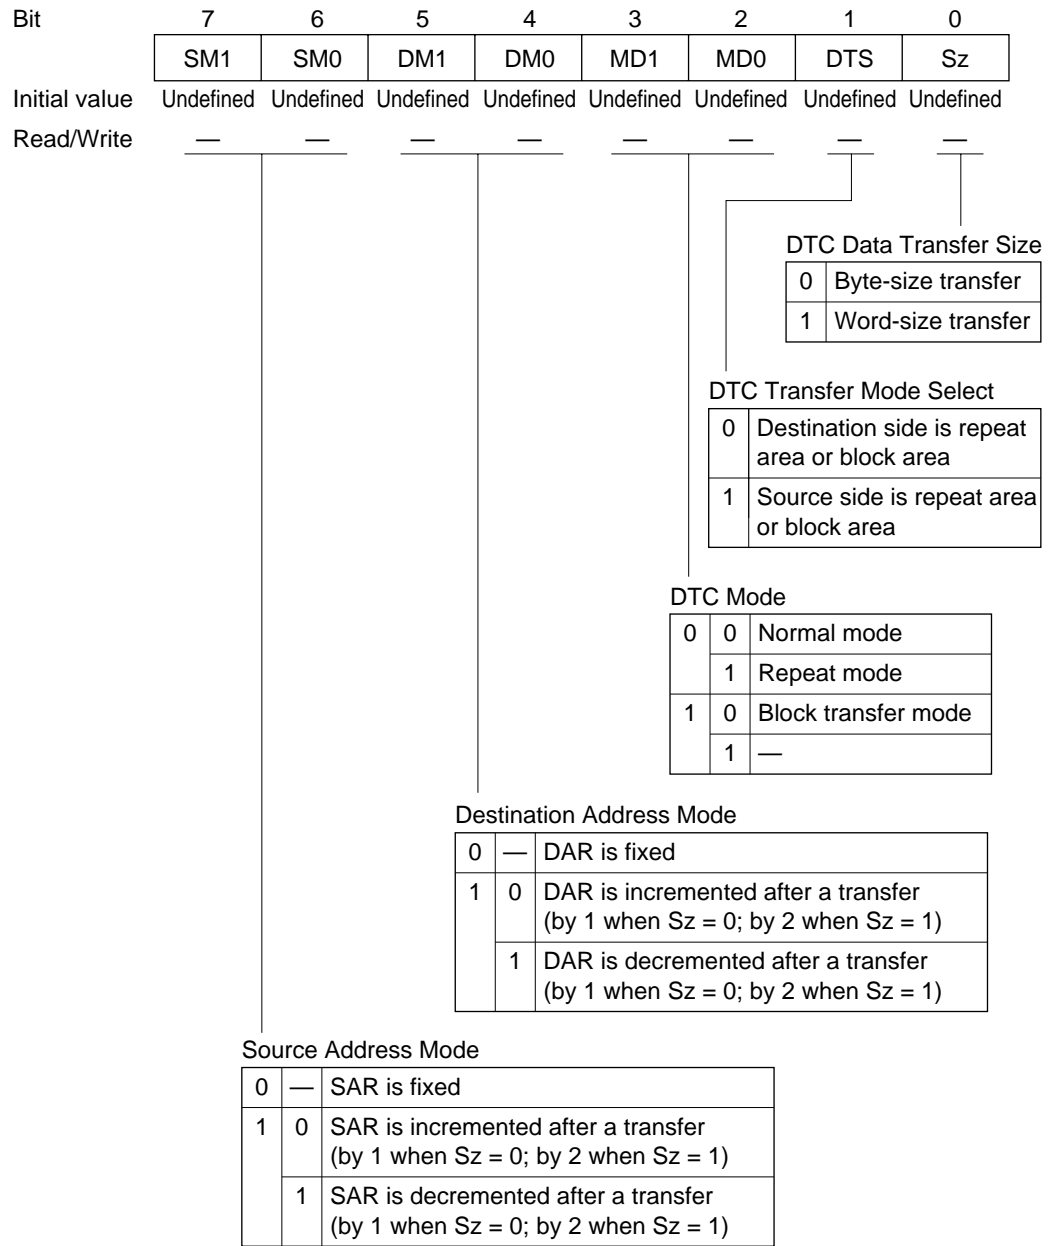 Bit 7 6 5 4 3 2 1 0
SM1 SM0 DM1 DM0 MD1 MD0 DTS Sz
Initial value Undefined Undefined Undefined Undefined Undefined Undefined Undefined Undefined
Read/Write — — — — — — — —
DTC Data Transfer Size
0 Byte-size transfer
1 Word-size transfer
DTC Transfer Mode Select
0 Destination side is repeat
area or block area
1 Source side is repeat area
or block area
DTC Mode
0 0 Normal mode
1 Repeat mode
1 0 Block transfer mode
1 —
Destination Address Mode
0 — DAR is fixed
1 0 DAR is incremented after a transfer
(by 1 when Sz = 0; by 2 when Sz = 1)
1 DAR is decremented after a transfer
(by 1 when Sz = 0; by 2 when Sz = 1)
Source Address Mode
0 — SAR is fixed
1 0 SAR is incremented after a transfer
(by 1 when Sz = 0; by 2 when Sz = 1)
1 SAR is decremented after a transfer
(by 1 when Sz = 0; by 2 when Sz = 1)